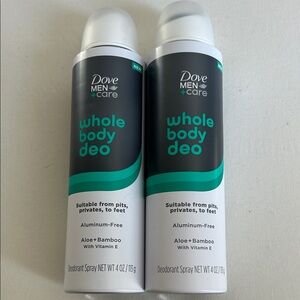 Dove
MEN
+care
whole
body
deo
Suitable from pits,
privates, to feet
Aluminum-Free
Aloe+Bamboo
With Vitamin E
Deodorant Spray NET WT 4 OZ/113g
Dove
MEN
+care
whole
body
deo
Suitable from pits,
privates, to feet
Aluminum-Free
Aloe+Bamboo
With Vitamin E
Deodorant Spray NET WT 4 OZ/113g